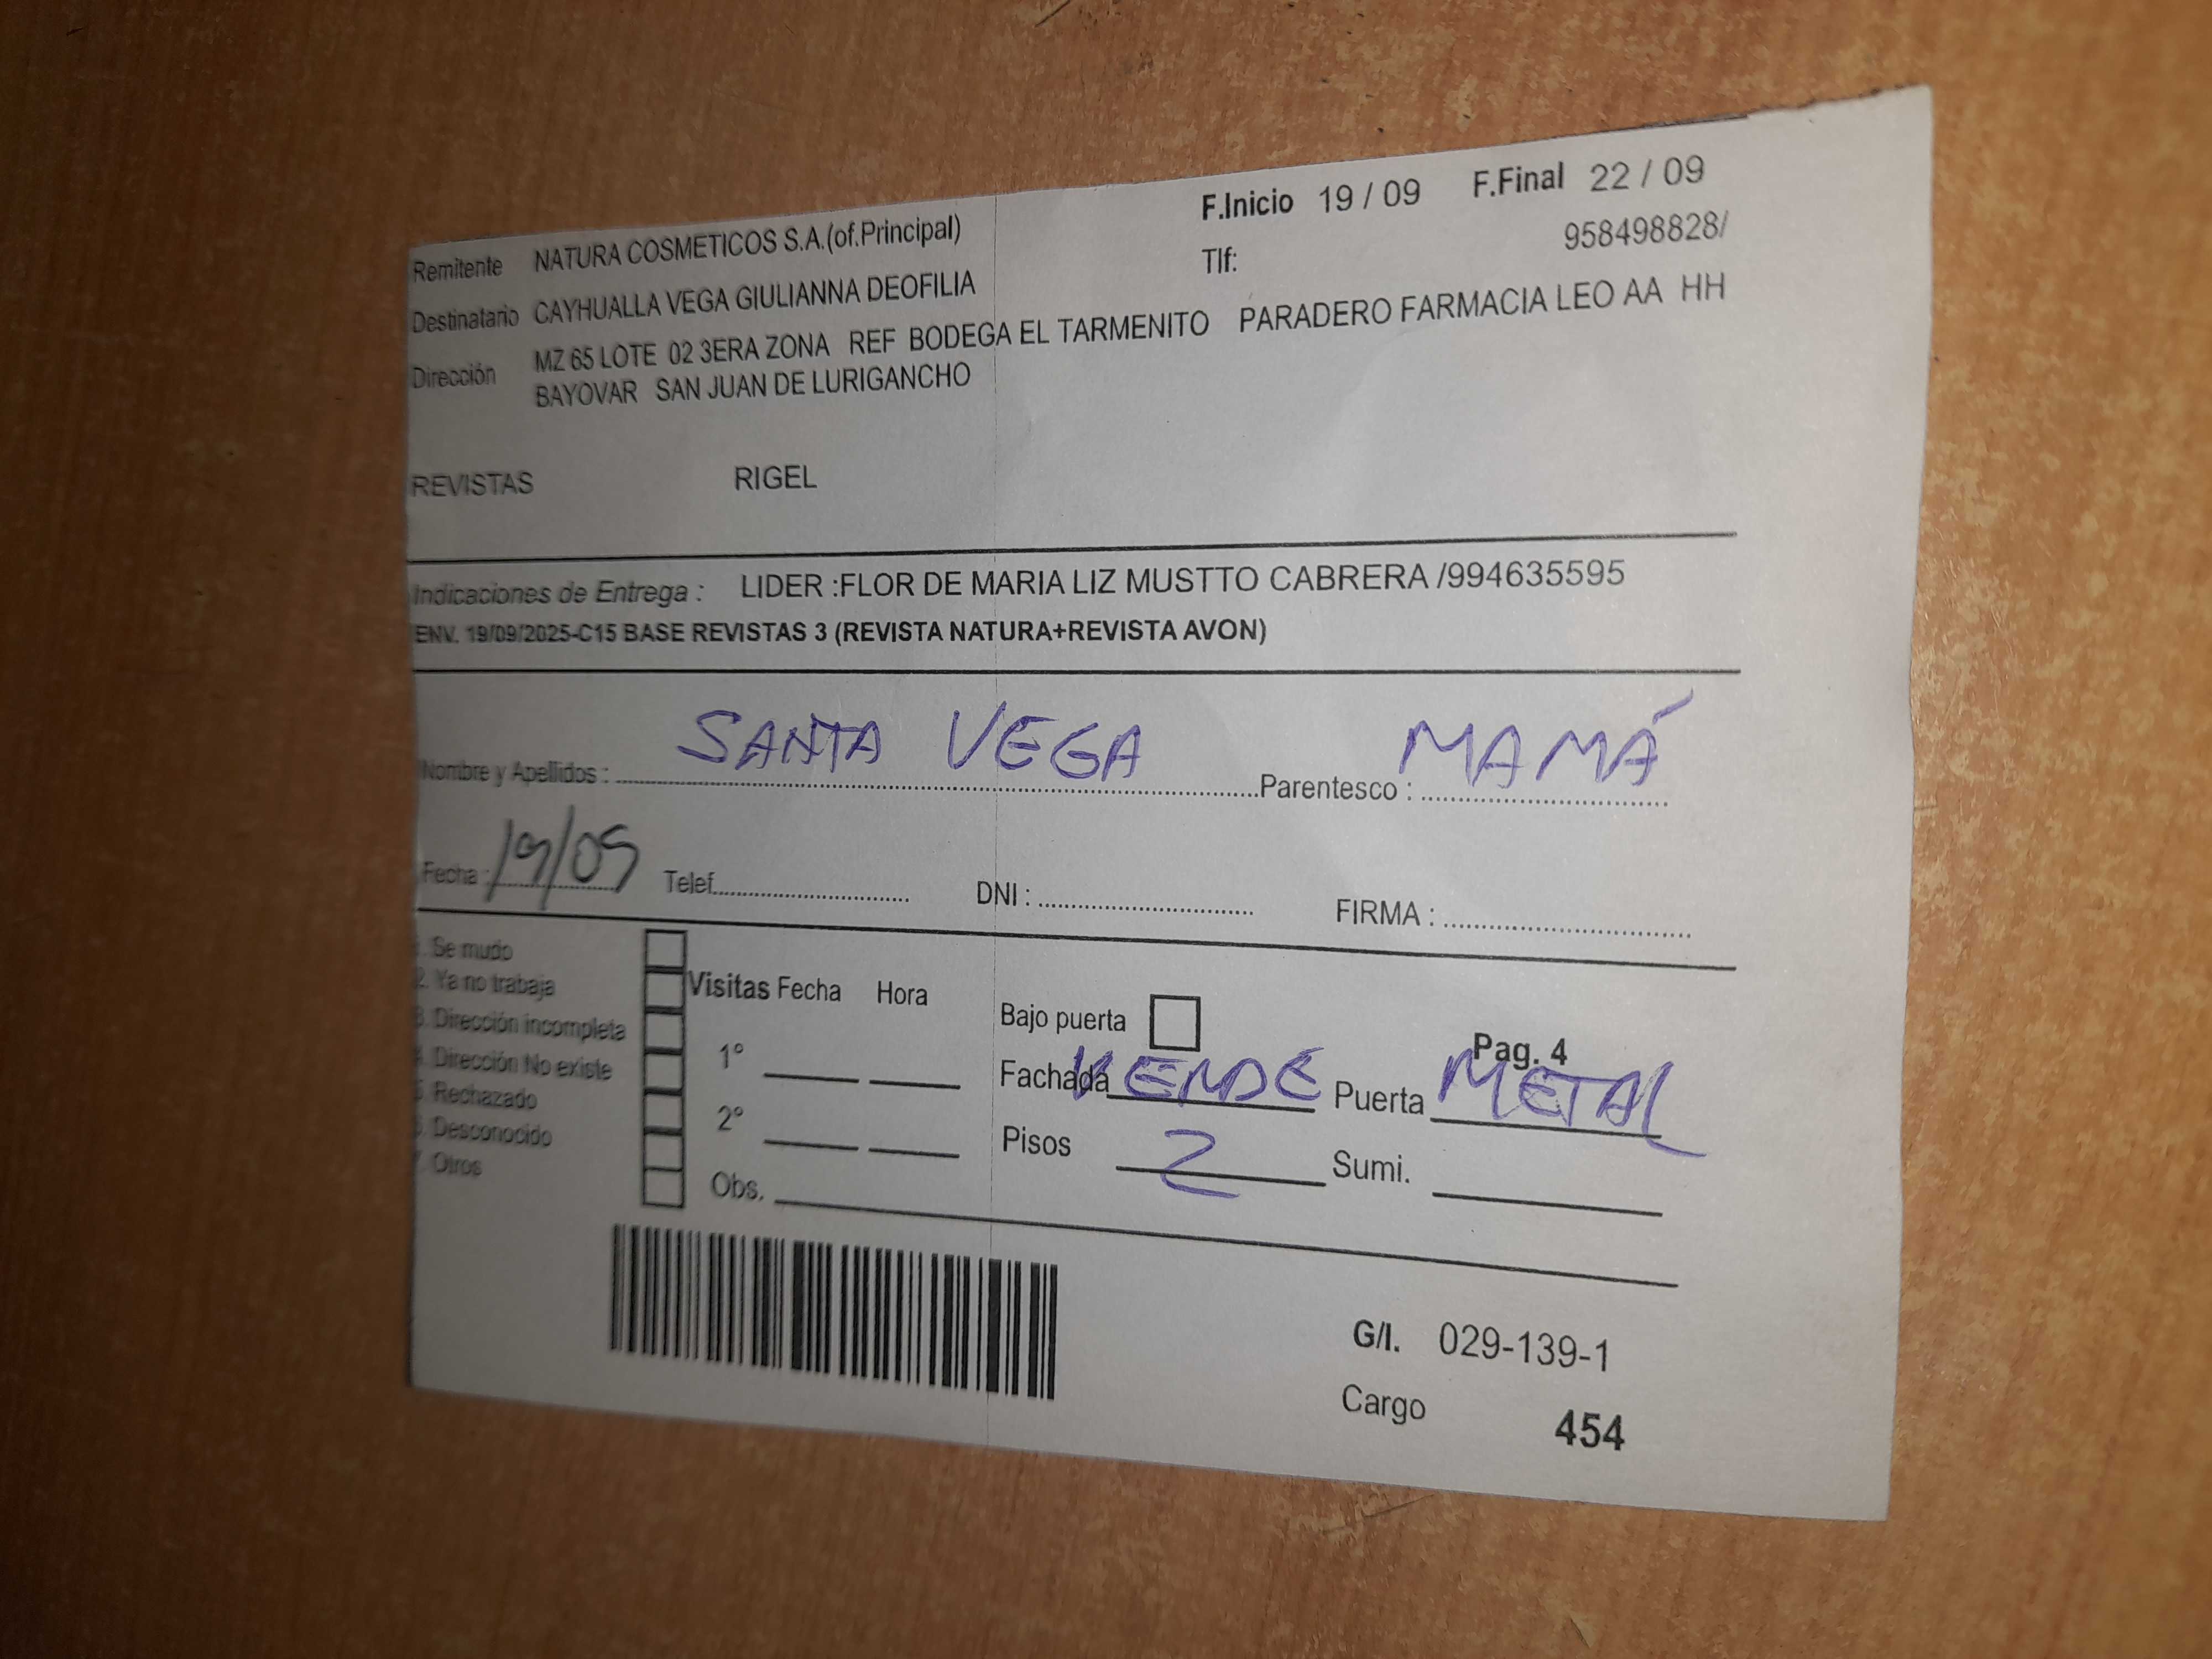 F.Inicio 19 / 09 F.Final 22 / 09
Remitente NATURA COSMETICOS S.A.(of.Principal) Tlf: 958498828/
Destinatario CAYHUALLA VEGA GIULIANNA DEOFILIA
Dirección MZ 65 LOTE 02 3ERA ZONA REF BODEGA EL TARMENITO PARADERO FARMACIA LEO AA HH
BAYOVAR SAN JUAN DE LURIGANCHO
REVISTAS RIGEL
Indicaciones de Entrega : LIDER :FLOR DE MARIA LIZ MUSTTO CABRERA /994635595
ENV. 19/09/2025-C15 BASE REVISTAS 3 (REVISTA NATURA+REVISTA AVON)
Nombre y Apellidos : SANTA VEGA Parentesco : MAMÁ
Fecha : 19/09 Telef. DNI : FIRMA :
. Se mudo
2. Ya no trabaja
3. Dirección incompleta
4. Dirección No existe
5. Rechazado
6. Desconocido
7. Otros
Visitas Fecha Hora
1°
2°
Obs.
Bajo puerta
Pag. 4
Fachada Puerta METAL
Pisos 2 Sumi.
G/I. 029-139-1
Cargo 454